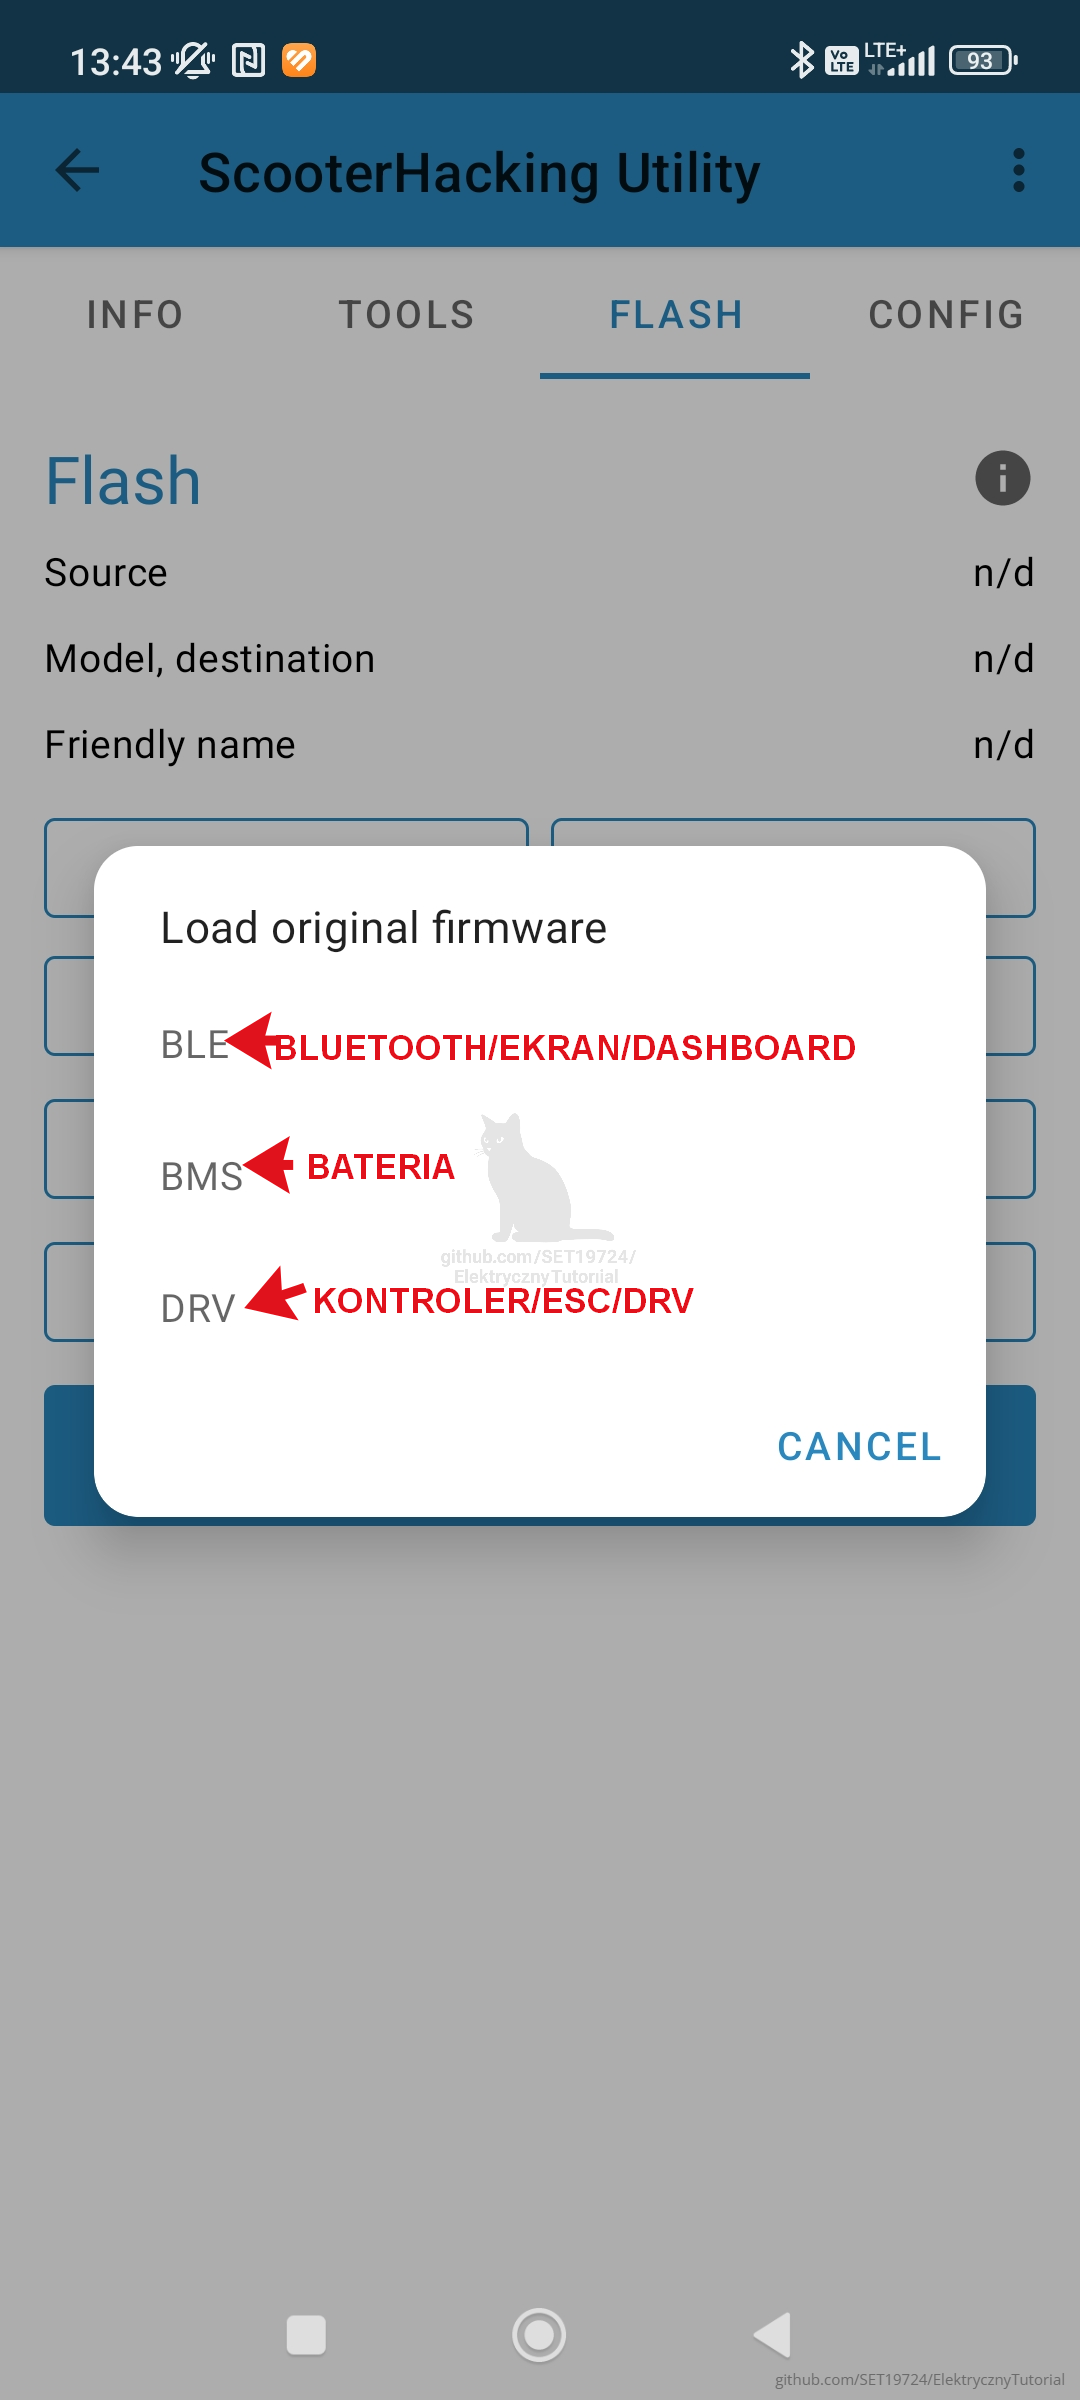 13:43 Vo LTE LTE+ 93
ScooterHacking Utility
INFO TOOLS FLASH CONFIG
Flash
Source n/d
Model, destination n/d
Friendly name n/d
Load original firmware
BLE BLUETOOTH/EKRAN/DASHBOARD
BMS BATERIA
github.com/SET19724/
ElektrycznyTutorial
DRV KONTROLER/ESC/DRV
CANCEL
github.com/SET19724/ElektrycznyTutorial